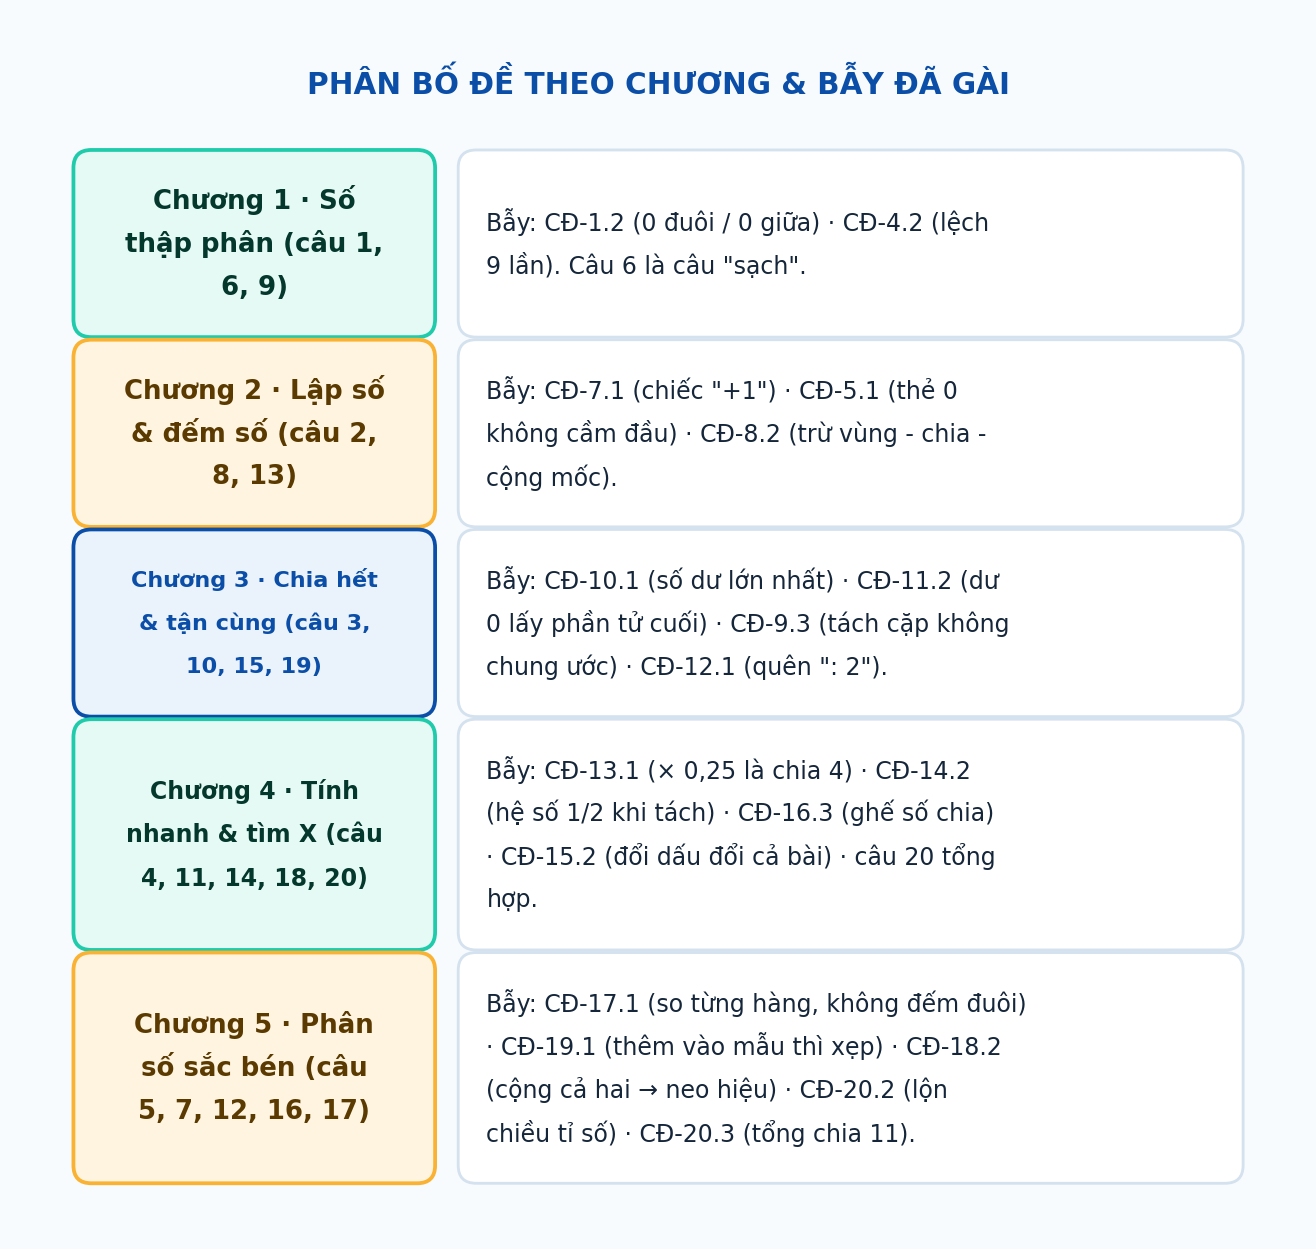 PHÂN BỐ ĐỀ THEO CHƯƠNG & BẪY ĐÃ GÀI
Chương 1 · Số
thập phân (câu 1,
6, 9)
Bẫy: CĐ-1.2 (0 đuôi / 0 giữa) · CĐ-4.2 (lệch
9 lần). Câu 6 là câu "sạch".
Chương 2 · Lập số
& đếm số (câu 2,
8, 13)
Bẫy: CĐ-7.1 (chiếc "+1") · CĐ-5.1 (thẻ 0
không cầm đầu) · CĐ-8.2 (trừ vùng - chia -
cộng mốc).
Chương 3 · Chia hết
& tận cùng (câu 3,
10, 15, 19)
Bẫy: CĐ-10.1 (số dư lớn nhất) · CĐ-11.2 (dư
0 lấy phần tử cuối) · CĐ-9.3 (tách cặp không
chung ước) · CĐ-12.1 (quên ": 2").
Chương 4 · Tính
nhanh & tìm X (câu
4, 11, 14, 18, 20)
Bẫy: CĐ-13.1 (× 0,25 là chia 4) · CĐ-14.2
(hệ số 1/2 khi tách) · CĐ-16.3 (ghế số chia)
· CĐ-15.2 (đổi dấu đổi cả bài) · câu 20 tổng
hợp.
Chương 5 · Phân
số sắc bén (câu
5, 7, 12, 16, 17)
Bẫy: CĐ-17.1 (so từng hàng, không đếm đuôi)
· CĐ-19.1 (thêm vào mẫu thì xẹp) · CĐ-18.2
(cộng cả hai → neo hiệu) · CĐ-20.2 (lộn
chiều tỉ số) · CĐ-20.3 (tổng chia 11).